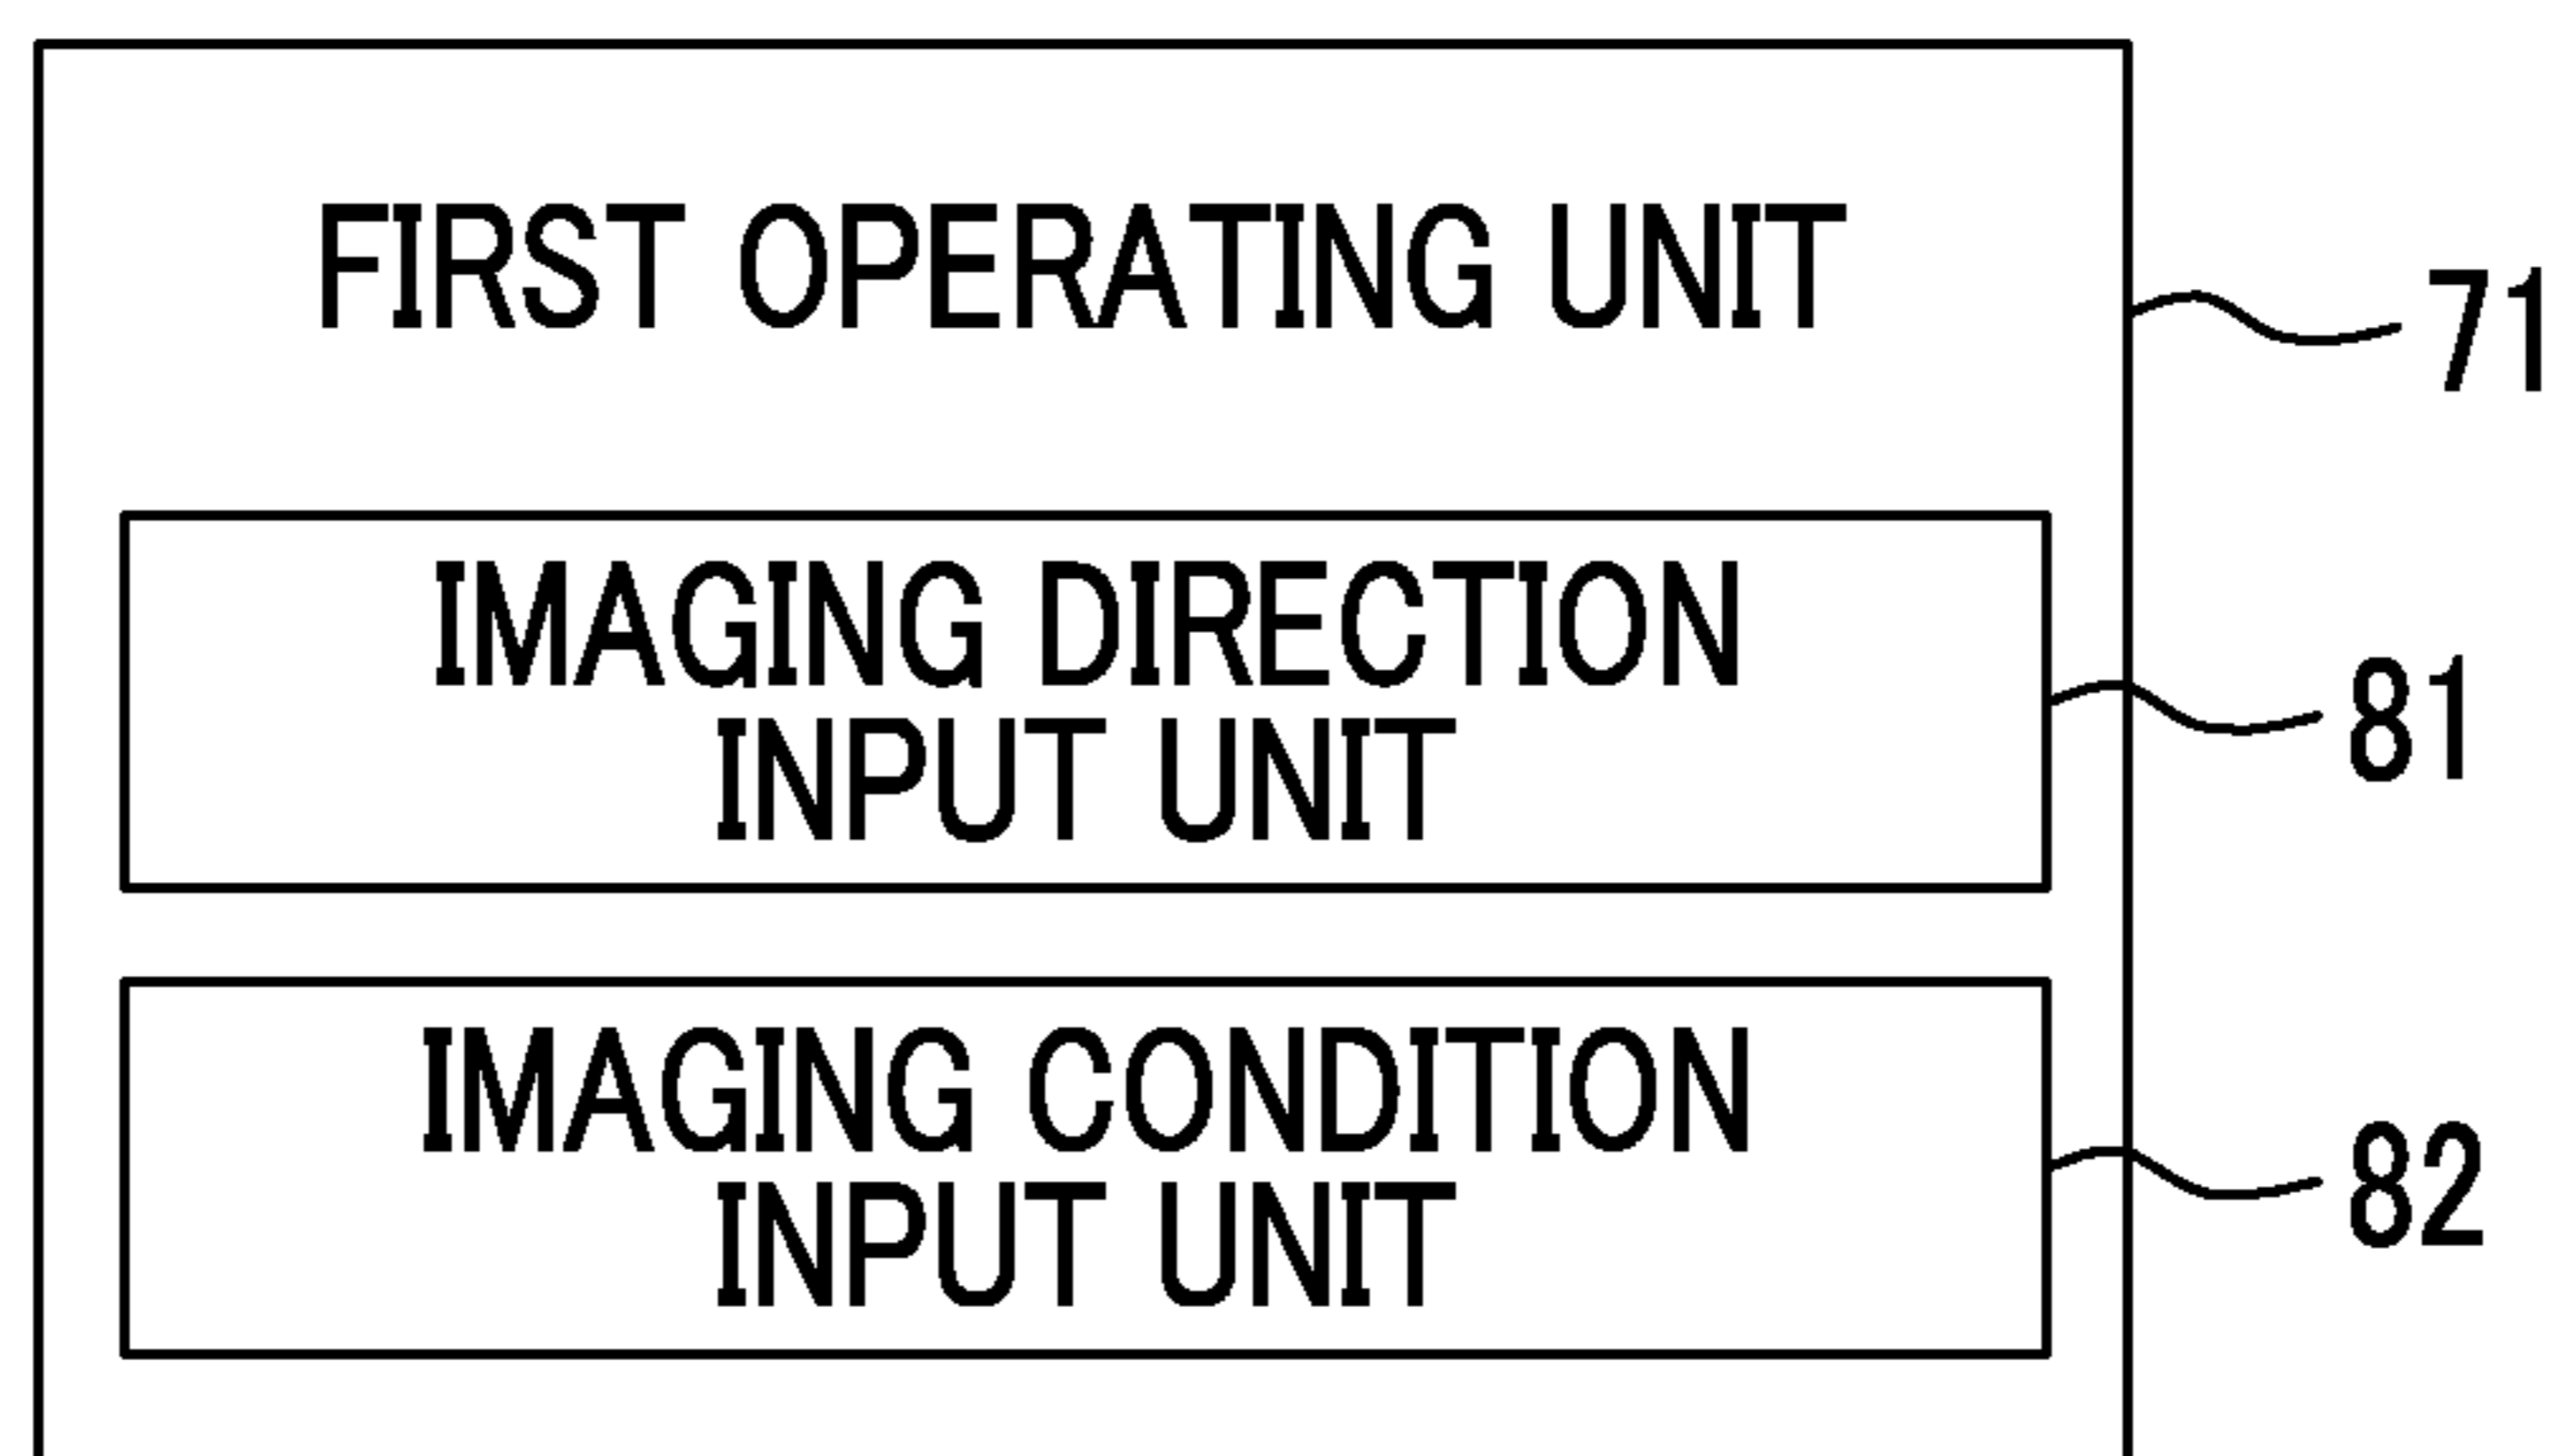 FIRST OPERATING UNIT
71
IMAGING DIRECTION
INPUT UNIT
81
IMAGING CONDITION
INPUT UNIT
82